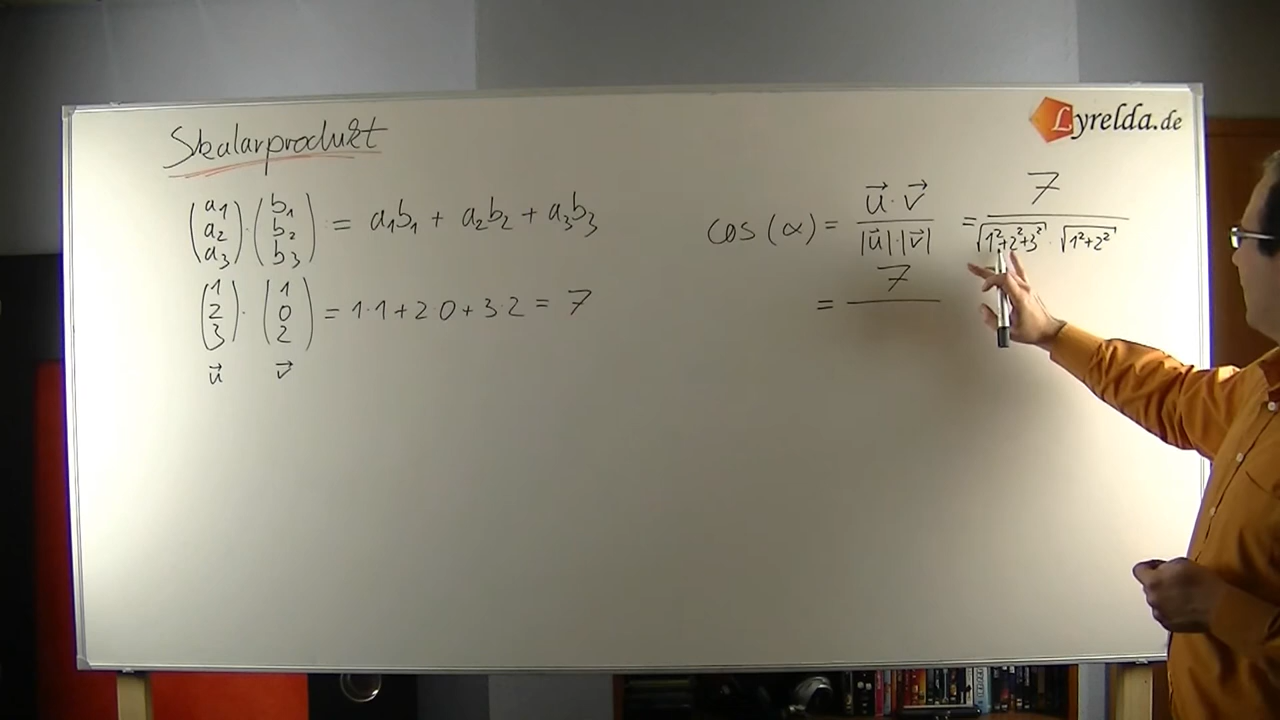 Lyrelda.de
Skalarprodukt
(a1 a2 a3) · (b1 b2 b3) = a1b1 + a2b2 + a3b3
(1 2 3) · (1 0 2) = 1·1 + 2·0 + 3·2 = 7
u⃗ v⃗
cos(α) = u⃗·v⃗ / |u⃗|·|v⃗| = 7 / √(1²+2²+3²) · √(1²+2²)
= 7 /